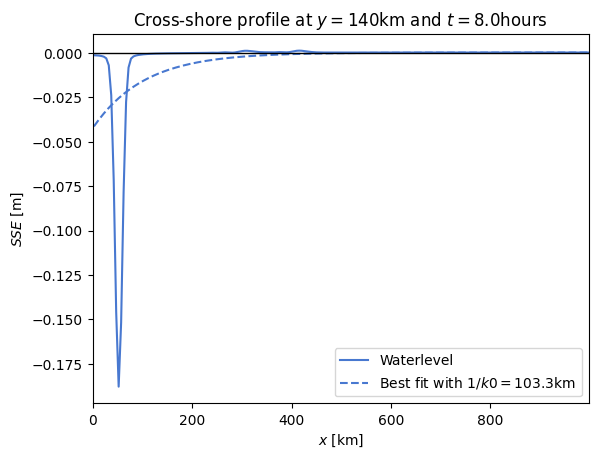 Cross-shore profile at y = 140km and t = 8.0hours
0.000
−0.025
−0.050
−0.075
−0.100
−0.125
−0.150
−0.175
SSE [m]
Waterlevel
Best fit with 1/k0 = 103.3km
0 200 400 600 800
x [km]